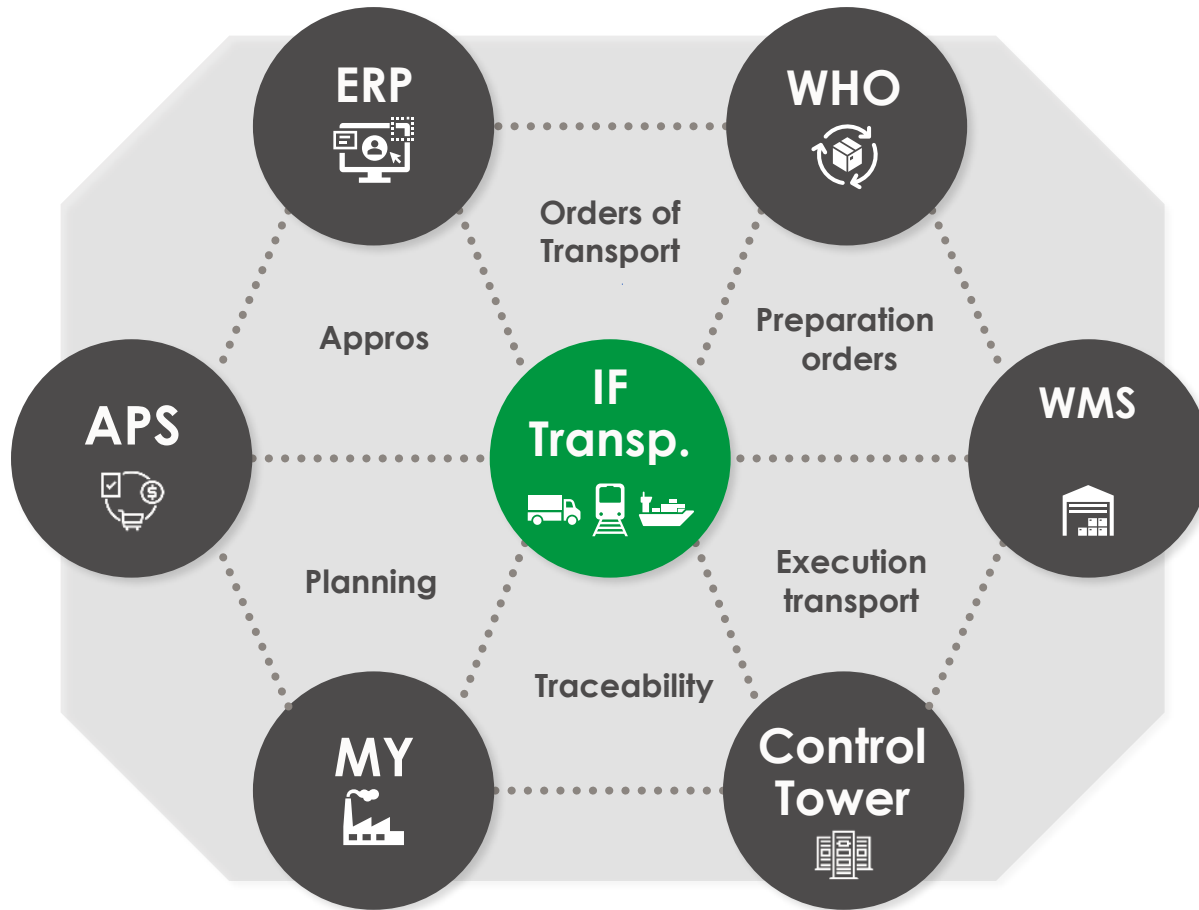 ERP
WHO
Orders of
Transport
Appros
Preparation
orders
IF
Transp.
APS
WMS
Planning
Execution
transport
Traceability
MY
Control
Tower